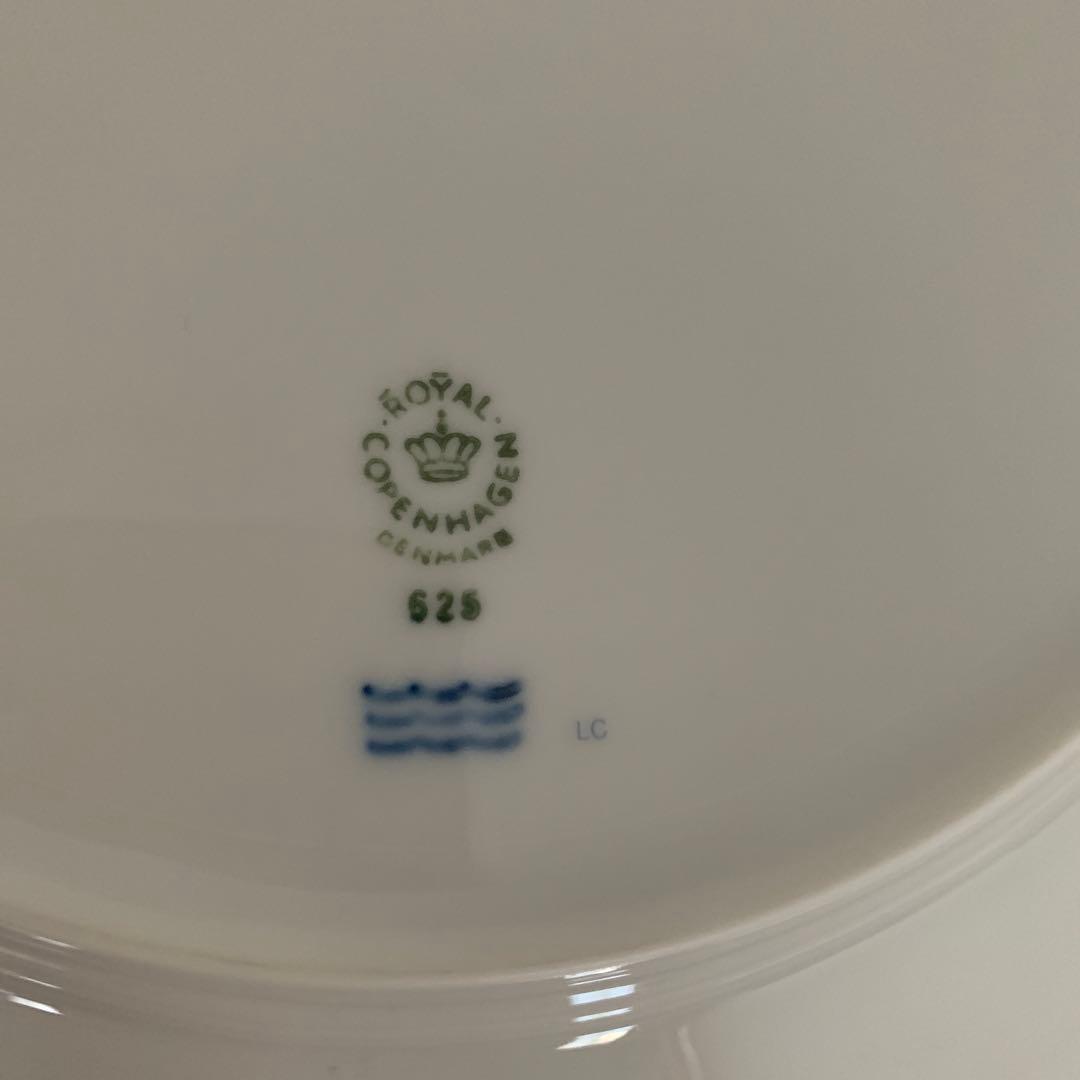 ROYAL
COPENHAGEN
DENMARK
625
LC